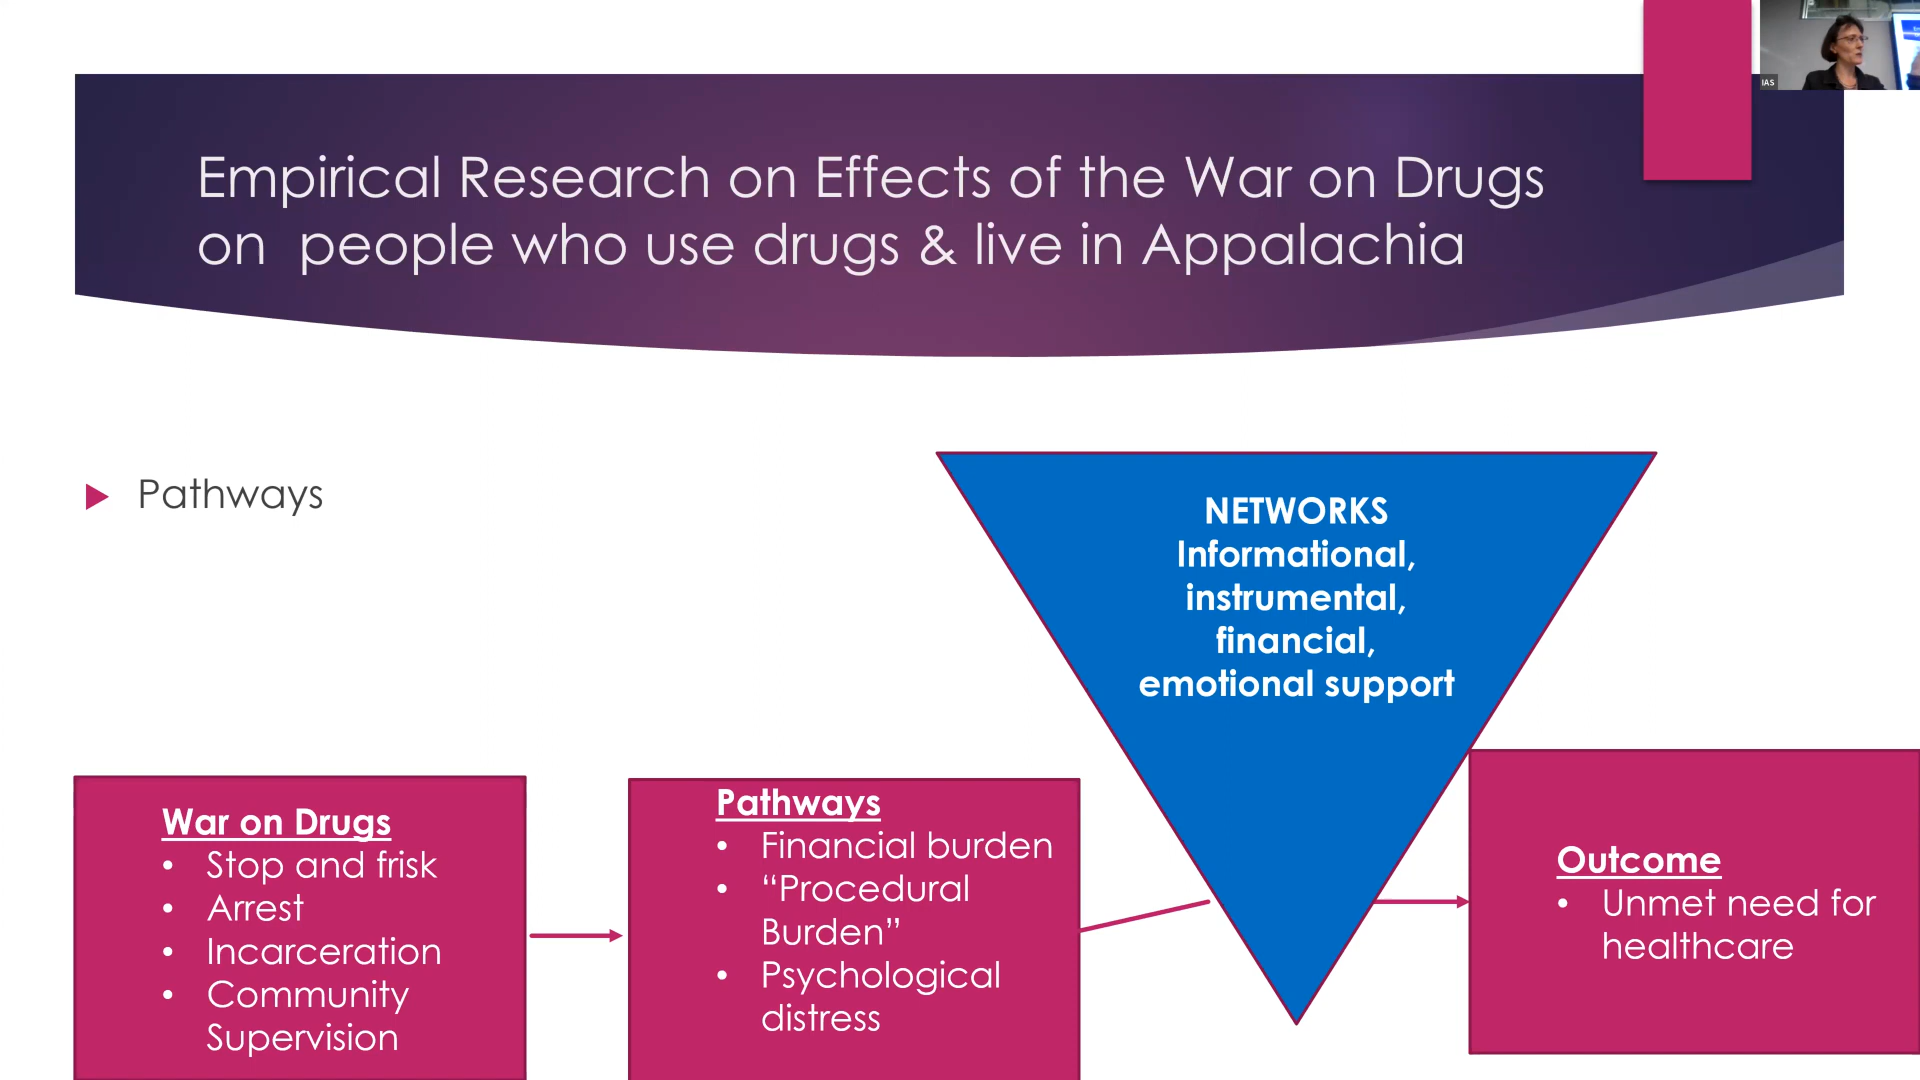 IAS
Empirical Research on Effects of the War on Drugs
on  people who use drugs & live in Appalachia
Pathways
NETWORKS
Informational,
instrumental,
financial,
emotional support
War on Drugs
• Stop and frisk
• Arrest
• Incarceration
• Community
Supervision
Pathways
• Financial burden
• “Procedural
Burden”
• Psychological
distress
Outcome
• Unmet need for
healthcare